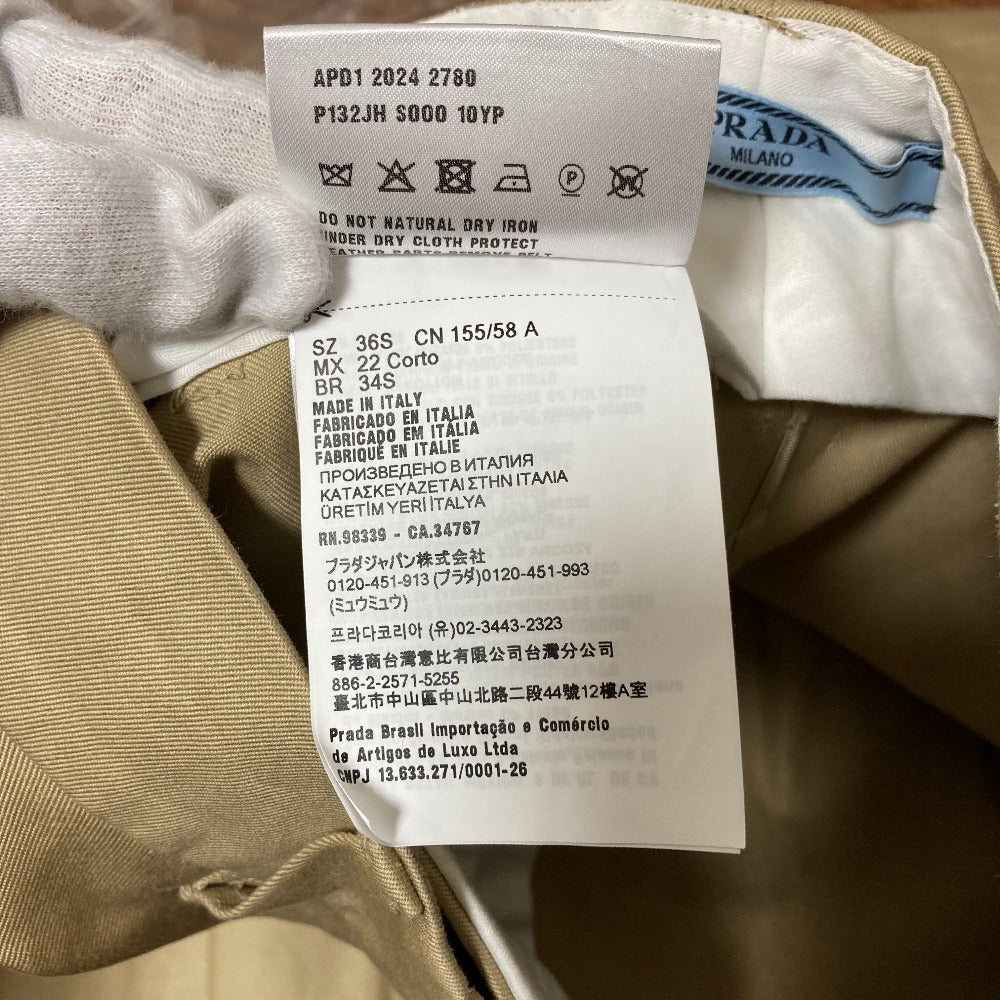 APD1 2024 2780
P132JH S000 10YP
PRADA
MILANO
P
W
DO NOT NATURAL DRY IRON
UNDER DRY CLOTH PROTECT
LEATHER PARTS REMOVE BELT
SZ 36S CN 155/58 A
MX 22 Corto
BR 34S
MADE IN ITALY
FABRICADO EN ITALIA
FABRICADO EM ITÁLIA
FABRIQUÉ EN ITALIE
ПРОИЗВЕДЕНО В ИТАЛИЯ
ΚΑΤΑΣΚΕΥΑΖΕΤΑΙ ΣΤΗΝ ΙΤΑΛΙΑ
ÜRETİM YERİ İTALYA
RN.98339 - CA.34767
プラダジャパン株式会社
0120-451-913 (プラダ)0120-451-993
(ミュウミュウ)
프라다코리아 (유)02-3443-2323
香港商台灣憙比有限公司台灣分公司
886-2-2571-5255
臺北市中山區中山北路二段44號12樓A室
Prada Brasil Importação e Comércio
de Artigos de Luxo Ltda
CNPJ 13.633.271/0001-26